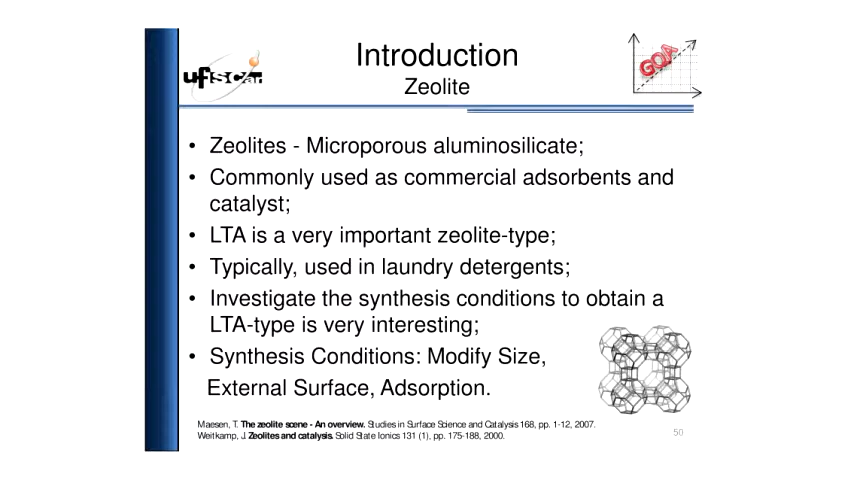 Introduction
Zeolite
ufscar
GOA
• Zeolites - Microporous aluminosilicate;
• Commonly used as commercial adsorbents and
catalyst;
• LTA is a very important zeolite-type;
• Typically, used in laundry detergents;
• Investigate the synthesis conditions to obtain a
LTA-type is very interesting;
• Synthesis Conditions: Modify Size,
External Surface, Adsorption.
Maesen, T. The zeolite scene - An overview. Studies in Surface Science and Catalysis 168, pp. 1-12, 2007.
Weitkamp, J. Zeolites and catalysis. Solid State Ionics 131 (1), pp. 175-188, 2000.
50